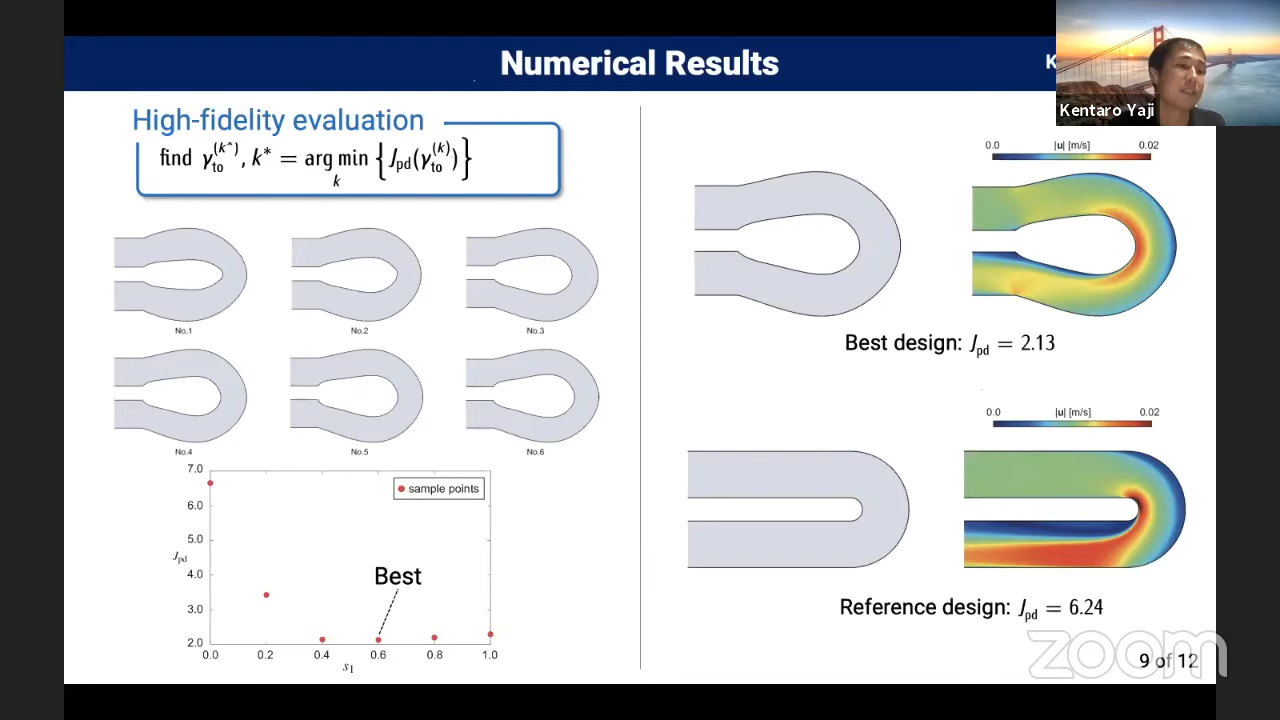 Numerical Results
K
Kentaro Yaji
High-fidelity evaluation
find γ_to^(k*), k* = arg min_k {J_pd(γ_to^(k))}
No.1
No.2
No.3
No.4
No.5
No.6
7.0
6.0
5.0
4.0
3.0
2.0
J_pd
sample points
Best
0.0 0.2 0.4 0.6 0.8 1.0
s_1
0.0 |u| [m/s] 0.02
Best design: J_pd = 2.13
0.0 |u| [m/s] 0.02
Reference design: J_pd = 6.24
zoom
9 of 12